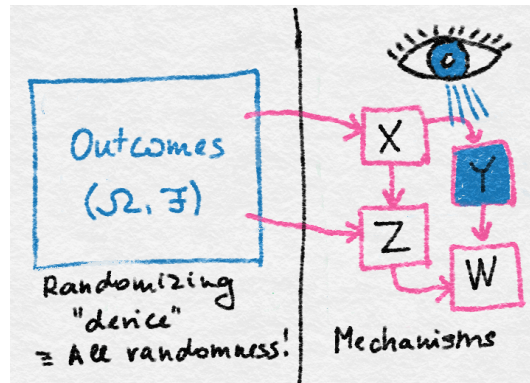 Outcomes
(Ω, ℱ)
Randomizing
"device"
≡ All randomness!
X
Y
Z
W
Mechanisms